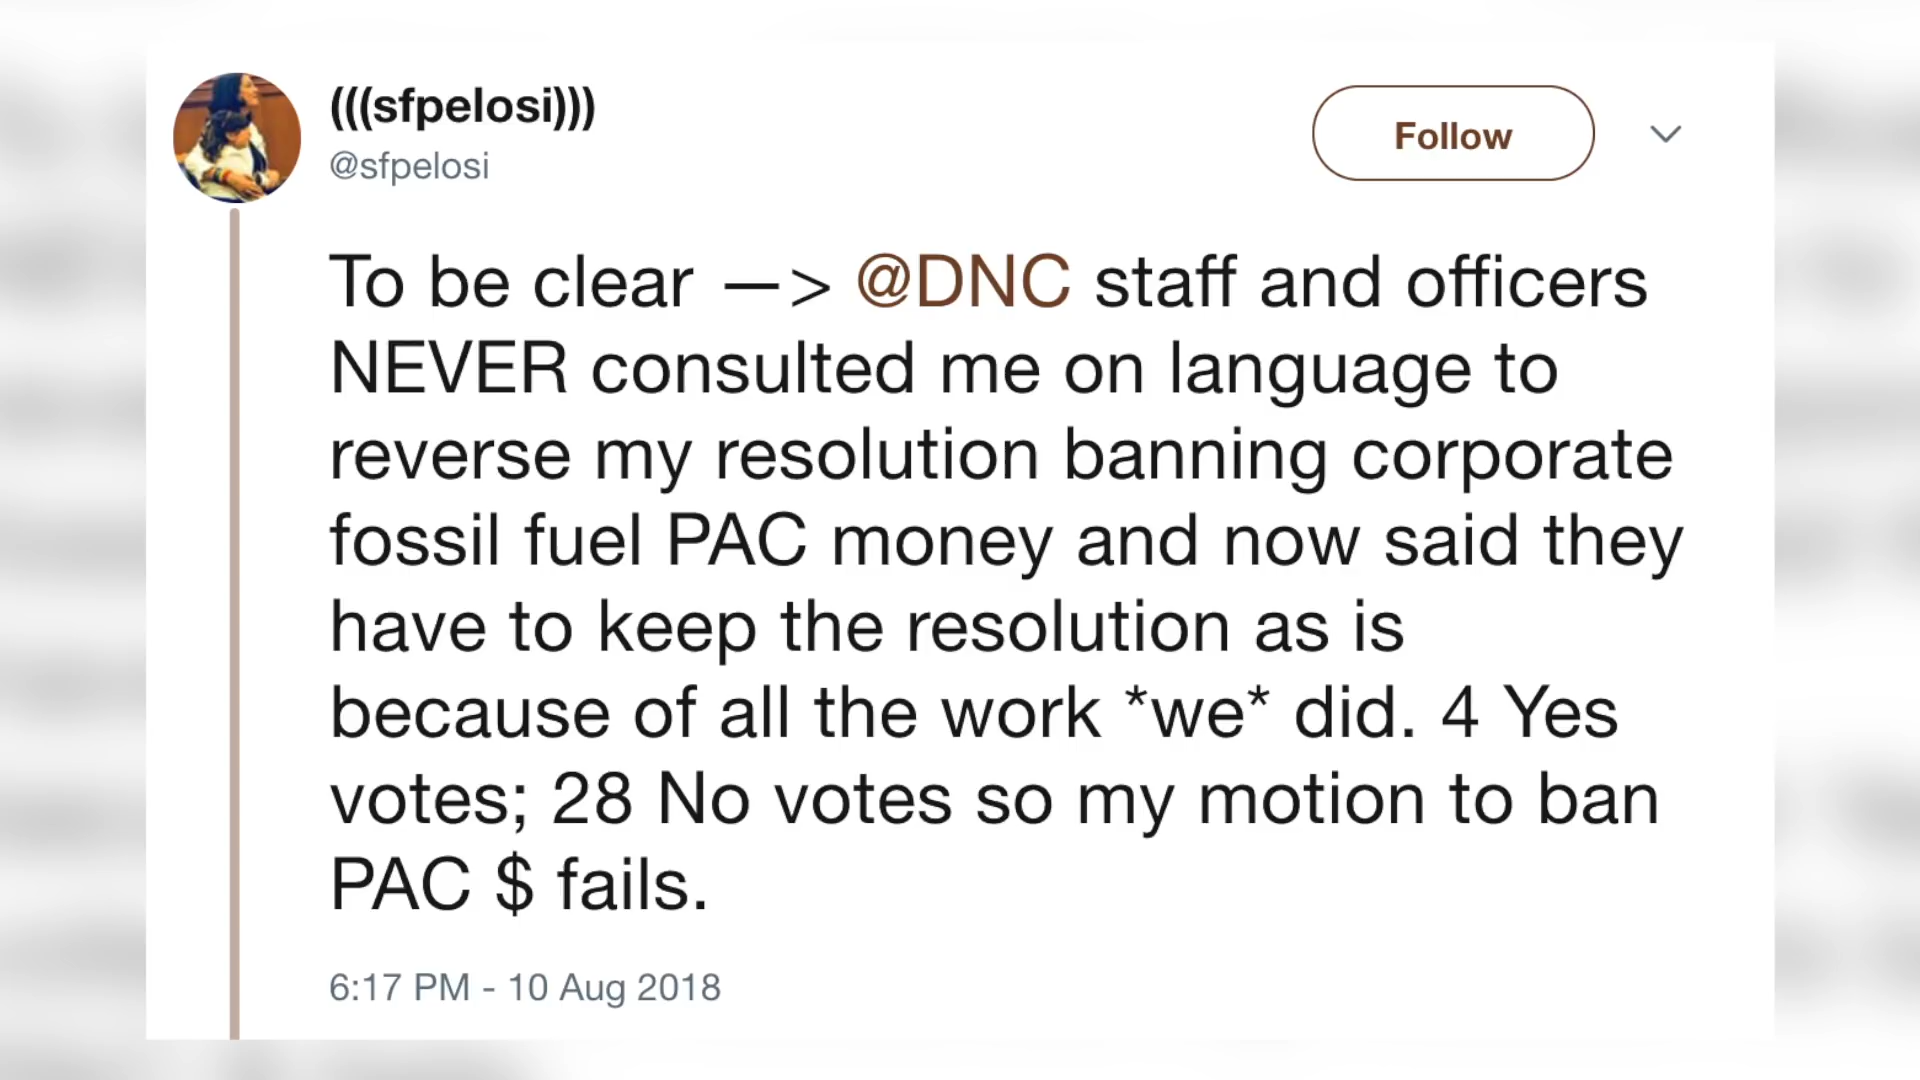 (((sfpelosi)))
@sfpelosi
Follow
To be clear —> @DNC staff and officers
NEVER consulted me on language to
reverse my resolution banning corporate
fossil fuel PAC money and now said they
have to keep the resolution as is
because of all the work *we* did. 4 Yes
votes; 28 No votes so my motion to ban
PAC $ fails.
6:17 PM - 10 Aug 2018